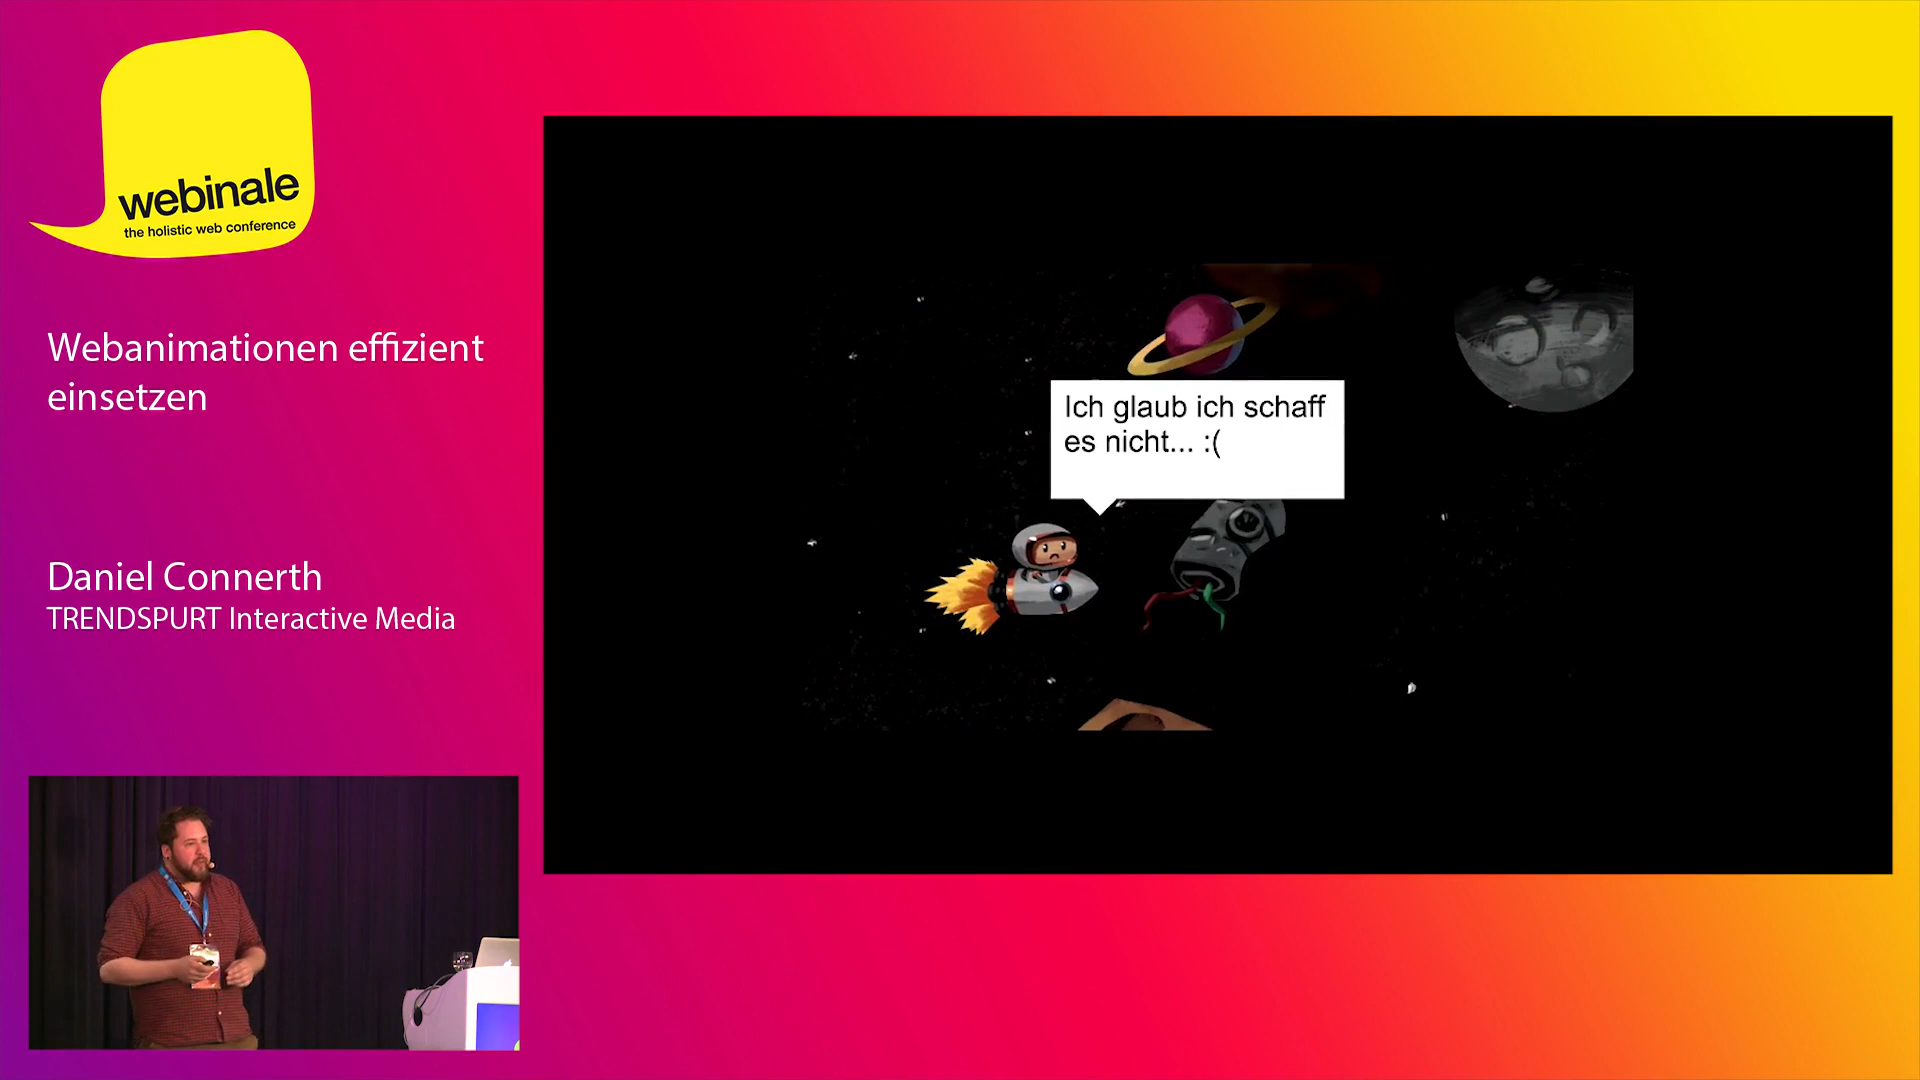 webinale
the holistic web conference
Webanimationen effizient
einsetzen
Daniel Connerth
TRENDSPURT Interactive Media
Ich glaub ich schaff
es nicht... :(